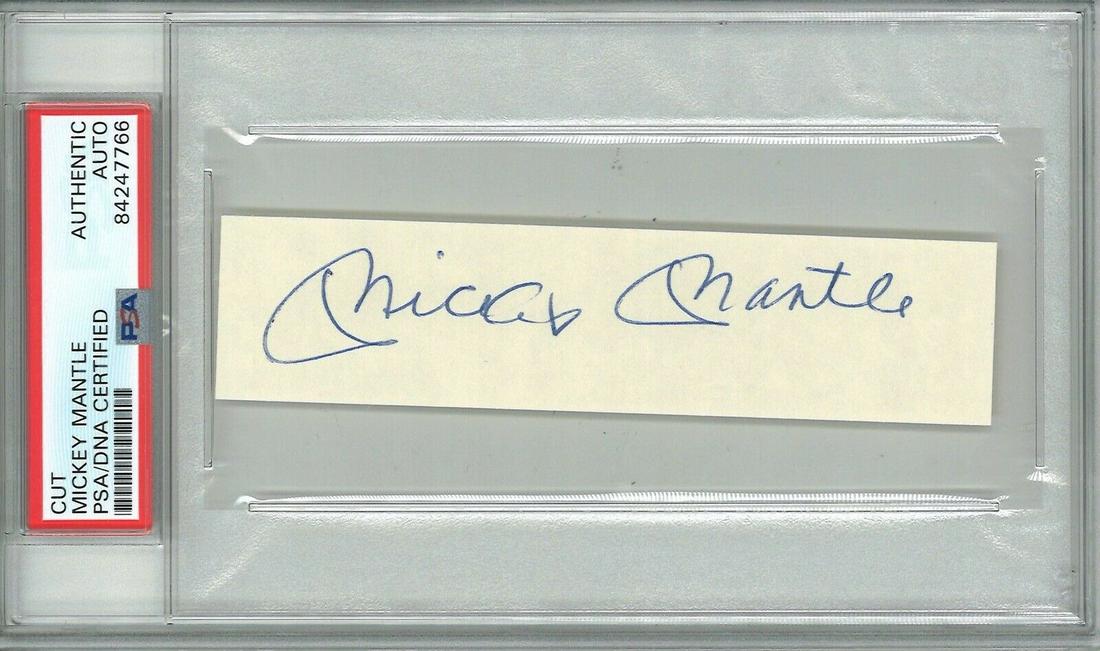 CUT
MICKEY MANTLE
PSA/DNA CERTIFIED
AUTHENTIC
AUTO
84247766
PSA
Mickey Mantle